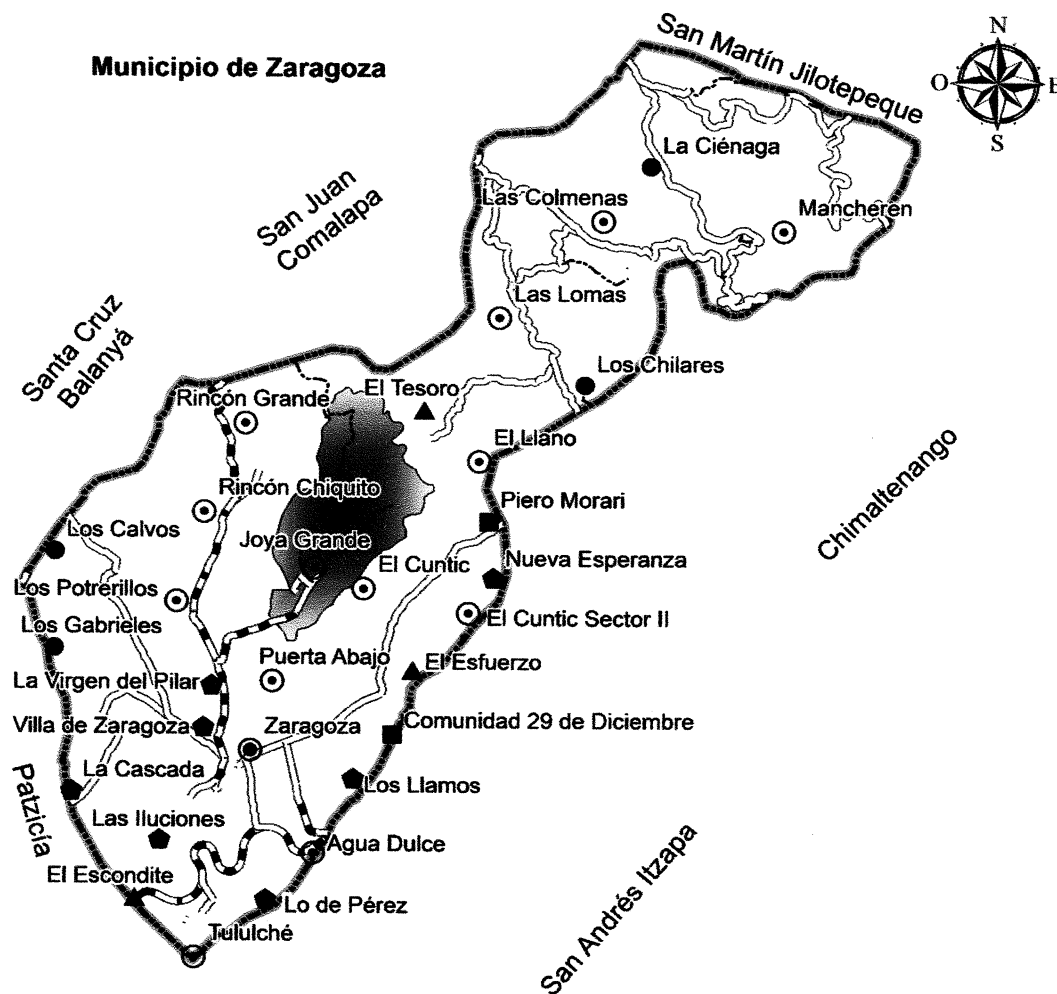 Municipio de Zaragoza
San Martín Jilotepeque
N
O
E
S
La Ciénaga
San Juan
Comalapa
Las Colmenas
Mancheren
Las Lomas
Santa Cruz
Balanyá
Los Chilares
El Tesoro
Rincón Grande
El Llano
Chimaltenango
Rincón Chiquito
Piero Morari
Los Calvos
Joya Grande
El Cuntic
Nueva Esperanza
Los Potrerillos
Los Gabrieles
El Cuntic Sector II
Puerta Abajo
El Esfuerzo
La Virgen del Pilar
Villa de Zaragoza
Zaragoza
Comunidad 29 de Diciembre
La Cascada
Los Llamos
Patzicía
Las Iluciones
Agua Dulce
El Escondite
Lo de Pérez
San Andrés Itzapa
Tululché